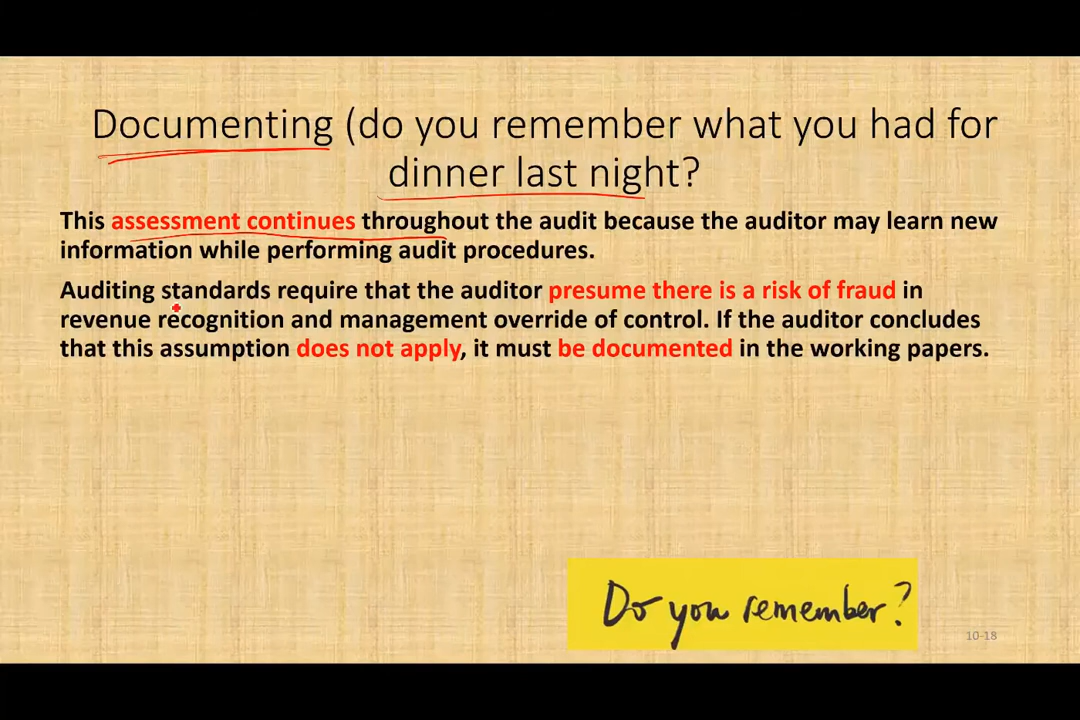 Documenting (do you remember what you had for
dinner last night?
This assessment continues throughout the audit because the auditor may learn new
information while performing audit procedures.
Auditing standards require that the auditor presume there is a risk of fraud in
revenue recognition and management override of control. If the auditor concludes
that this assumption does not apply, it must be documented in the working papers.
Do you remember?
10-18